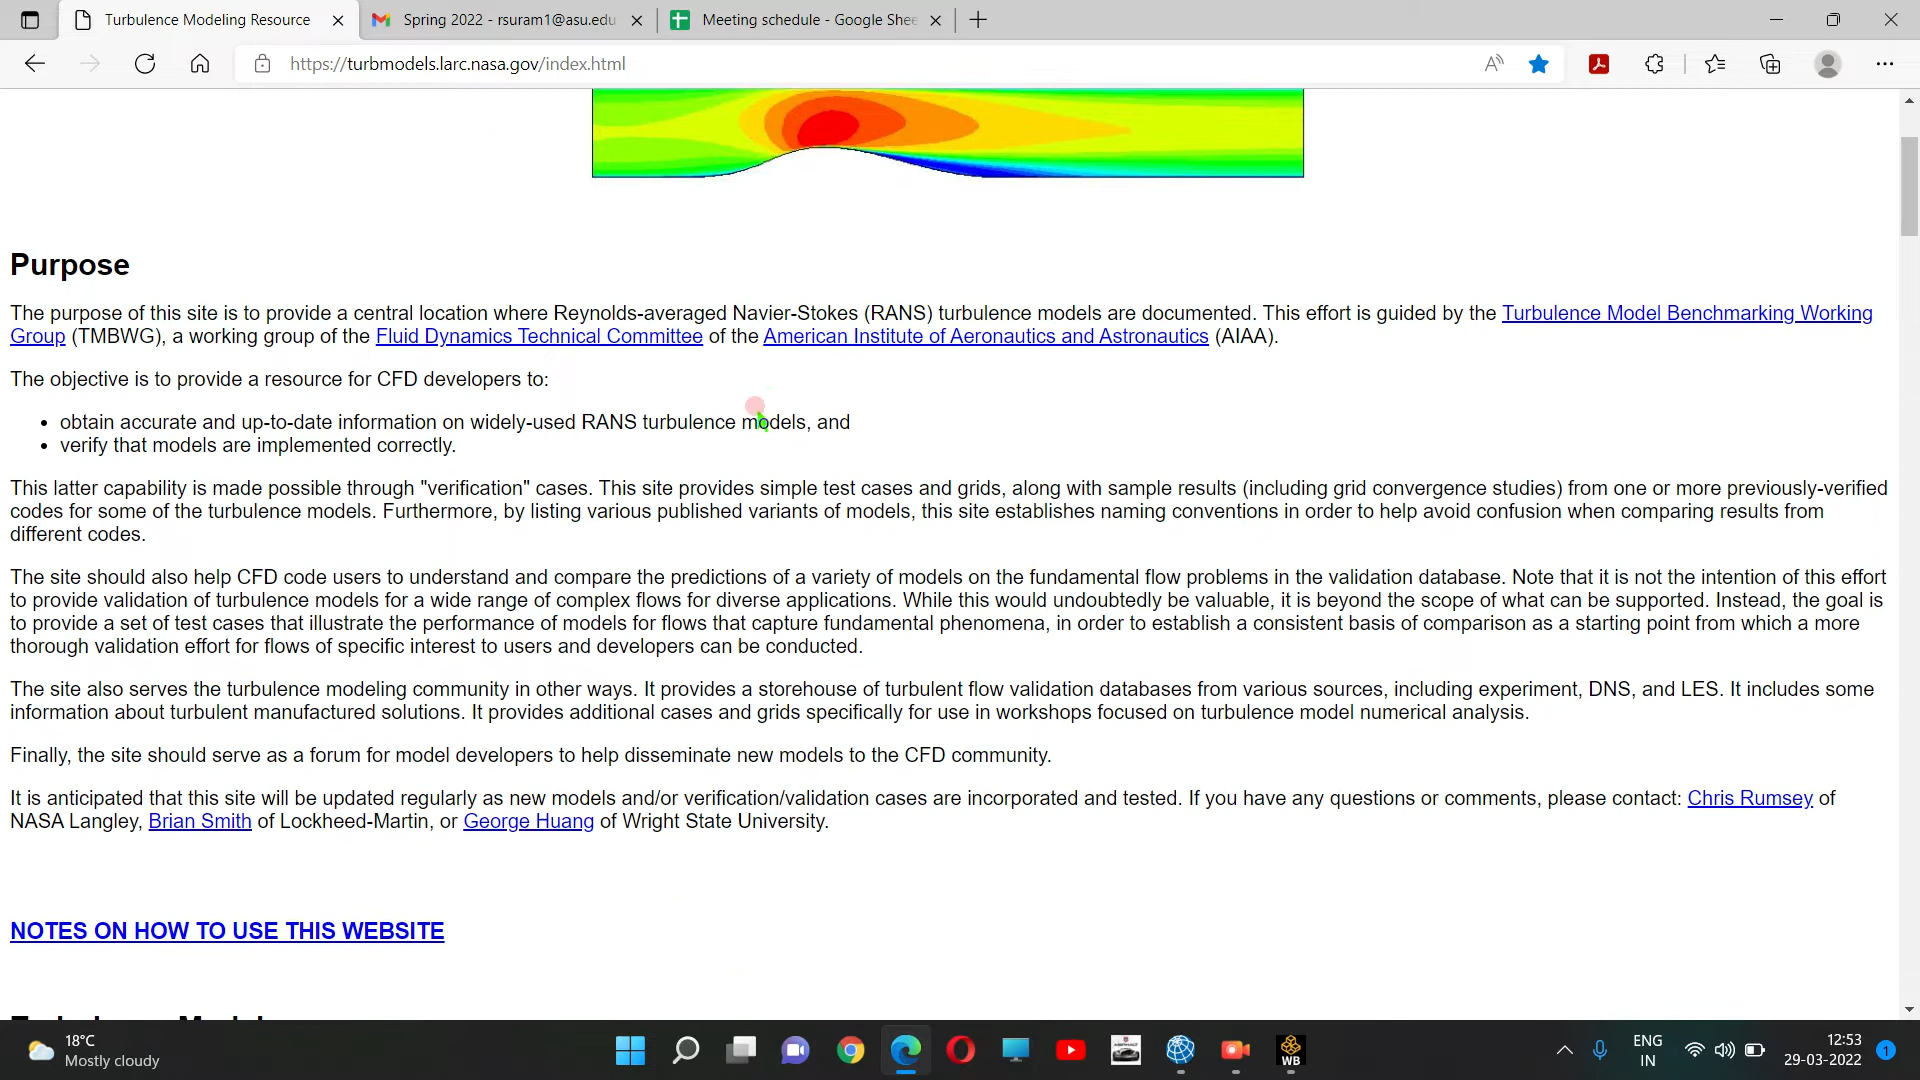 Turbulence Modeling Resource
Spring 2022 - rsuram1@asu.edu
Meeting schedule - Google Shee
https://turbmodels.larc.nasa.gov/index.html
Purpose
The purpose of this site is to provide a central location where Reynolds-averaged Navier-Stokes (RANS) turbulence models are documented. This effort is guided by the Turbulence Model Benchmarking Working
Group (TMBWG), a working group of the Fluid Dynamics Technical Committee of the American Institute of Aeronautics and Astronautics (AIAA).
The objective is to provide a resource for CFD developers to:
• obtain accurate and up-to-date information on widely-used RANS turbulence models, and
• verify that models are implemented correctly.
This latter capability is made possible through "verification" cases. This site provides simple test cases and grids, along with sample results (including grid convergence studies) from one or more previously-verified
codes for some of the turbulence models. Furthermore, by listing various published variants of models, this site establishes naming conventions in order to help avoid confusion when comparing results from
different codes.
The site should also help CFD code users to understand and compare the predictions of a variety of models on the fundamental flow problems in the validation database. Note that it is not the intention of this effort
to provide validation of turbulence models for a wide range of complex flows for diverse applications. While this would undoubtedly be valuable, it is beyond the scope of what can be supported. Instead, the goal is
to provide a set of test cases that illustrate the performance of models for flows that capture fundamental phenomena, in order to establish a consistent basis of comparison as a starting point from which a more
thorough validation effort for flows of specific interest to users and developers can be conducted.
The site also serves the turbulence modeling community in other ways. It provides a storehouse of turbulent flow validation databases from various sources, including experiment, DNS, and LES. It includes some
information about turbulent manufactured solutions. It provides additional cases and grids specifically for use in workshops focused on turbulence model numerical analysis.
Finally, the site should serve as a forum for model developers to help disseminate new models to the CFD community.
It is anticipated that this site will be updated regularly as new models and/or verification/validation cases are incorporated and tested. If you have any questions or comments, please contact: Chris Rumsey of
NASA Langley, Brian Smith of Lockheed-Martin, or George Huang of Wright State University.
NOTES ON HOW TO USE THIS WEBSITE
18°C
Mostly cloudy
WB
ENG
IN
12:53
29-03-2022
1